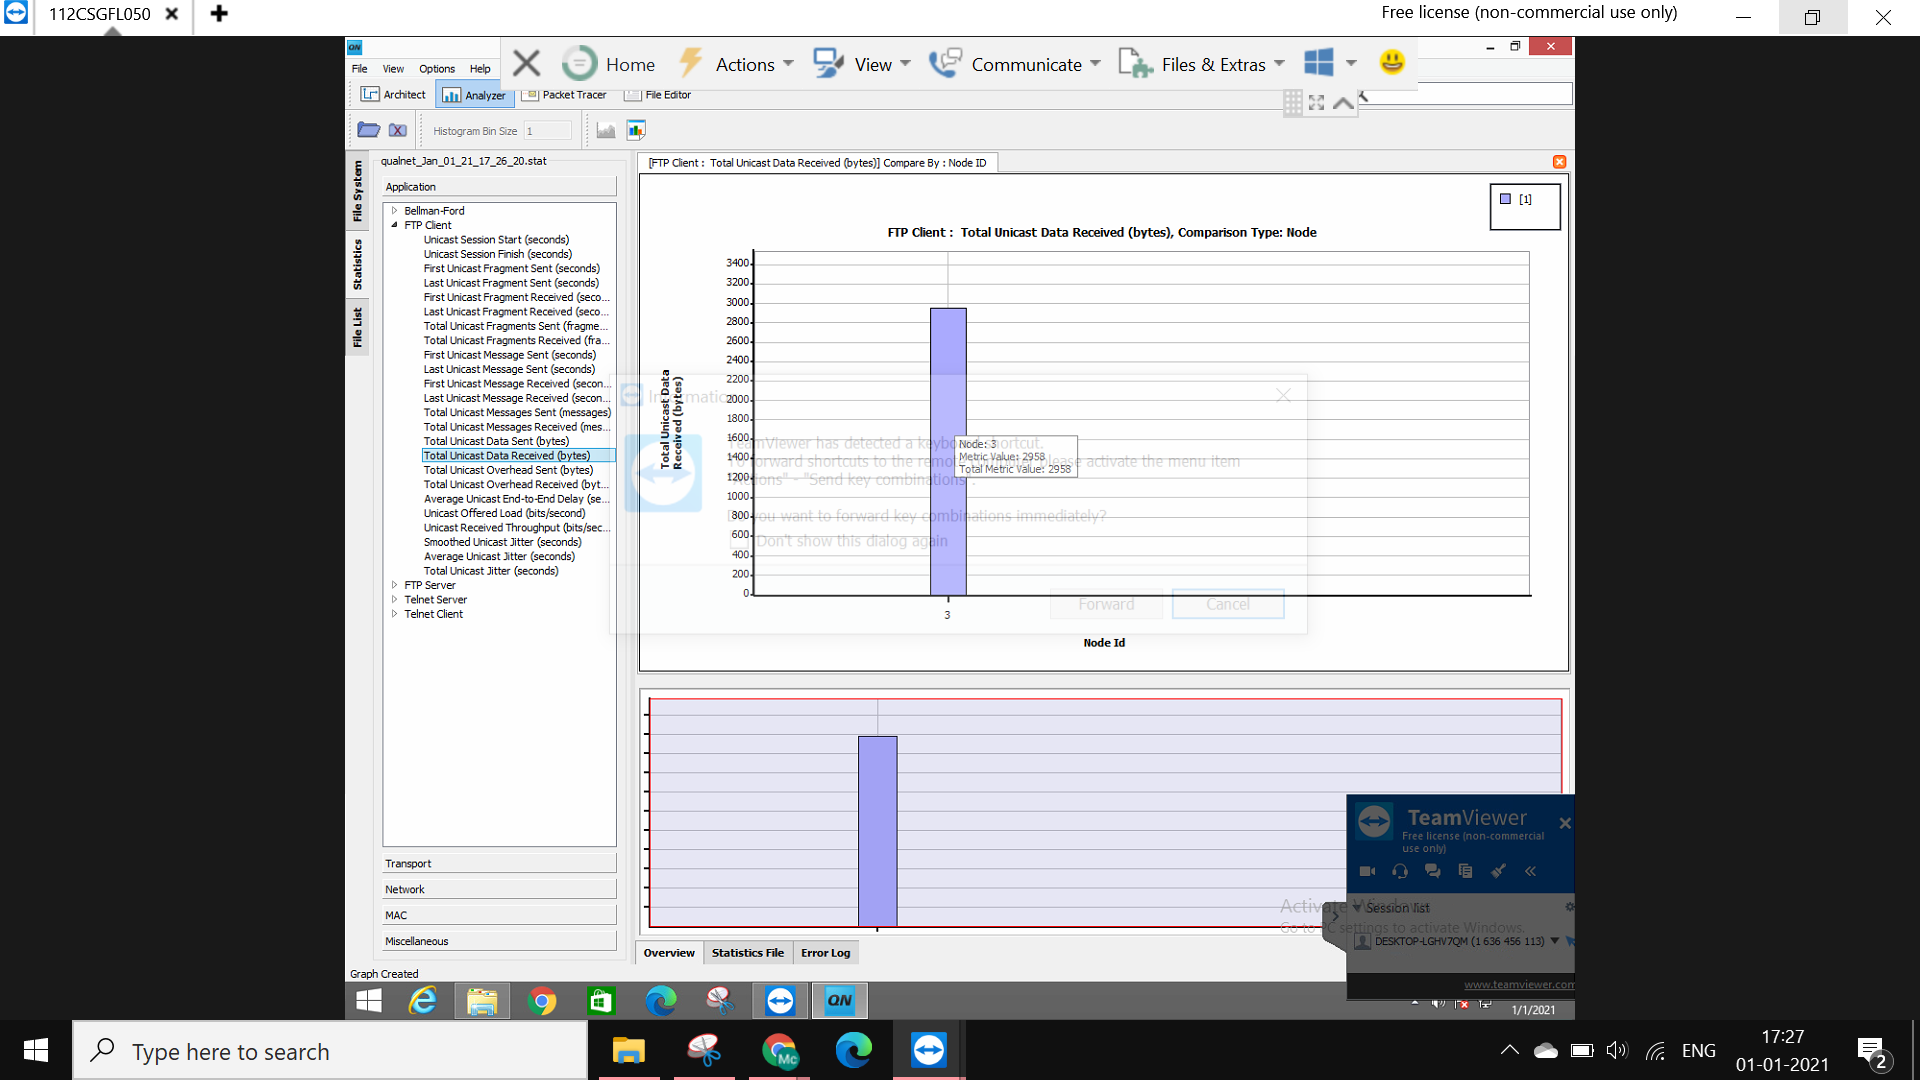 112CSGFL050
Free license (non-commercial use only)
QN
File View Options Help
Home Actions View Communicate Files & Extras
Architect Analyzer Packet Tracer File Editor
Histogram Bin Size 1
File System
Statistics
File List
qualnet_Jan_01_21_17_26_20.stat
Application
Bellman-Ford
FTP Client
Unicast Session Start (seconds)
Unicast Session Finish (seconds)
First Unicast Fragment Sent (seconds)
Last Unicast Fragment Sent (seconds)
First Unicast Fragment Received (seco...
Last Unicast Fragment Received (seco...
Total Unicast Fragments Sent (fragme...
Total Unicast Fragments Received (fra...
First Unicast Message Sent (seconds)
Last Unicast Message Sent (seconds)
First Unicast Message Received (secon...
Last Unicast Message Received (secon...
Total Unicast Messages Sent (messages)
Total Unicast Messages Received (mes...
Total Unicast Data Sent (bytes)
Total Unicast Data Received (bytes)
Total Unicast Overhead Sent (bytes)
Total Unicast Overhead Received (byt...
Average Unicast End-to-End Delay (se...
Unicast Offered Load (bits/second)
Unicast Received Throughput (bits/sec...
Smoothed Unicast Jitter (seconds)
Average Unicast Jitter (seconds)
Total Unicast Jitter (seconds)
FTP Server
Telnet Server
Telnet Client
Transport
Network
MAC
Miscellaneous
Graph Created
[FTP Client : Total Unicast Data Received (bytes)] Compare By : Node ID
[1]
FTP Client : Total Unicast Data Received (bytes), Comparison Type: Node
Total Unicast Data
Received (bytes)
3400
3200
3000
2800
2600
2400
2200
2000
1800
1600
1400
1200
1000
800
600
400
200
0
3
Node Id
Node: 3
Metric Value: 2958
Total Metric Value: 2958
Information
TeamViewer has detected a keyboard shortcut.
To forward shortcuts to the remote please activate the menu item
"Actions" - "Send key combinations".
Do you want to forward key combinations immediately?
Don't show this dialog again
Forward Cancel
Overview Statistics File Error Log
TeamViewer
Free license (non-commercial
use only)
Activate Windows
Go to PC settings to activate Windows.
Session list
DESKTOP-LGHV7QM (1 636 456 113)
www.teamviewer.com
QN
1/1/2021
Type here to search
Mc
ENG
17:27
01-01-2021
2